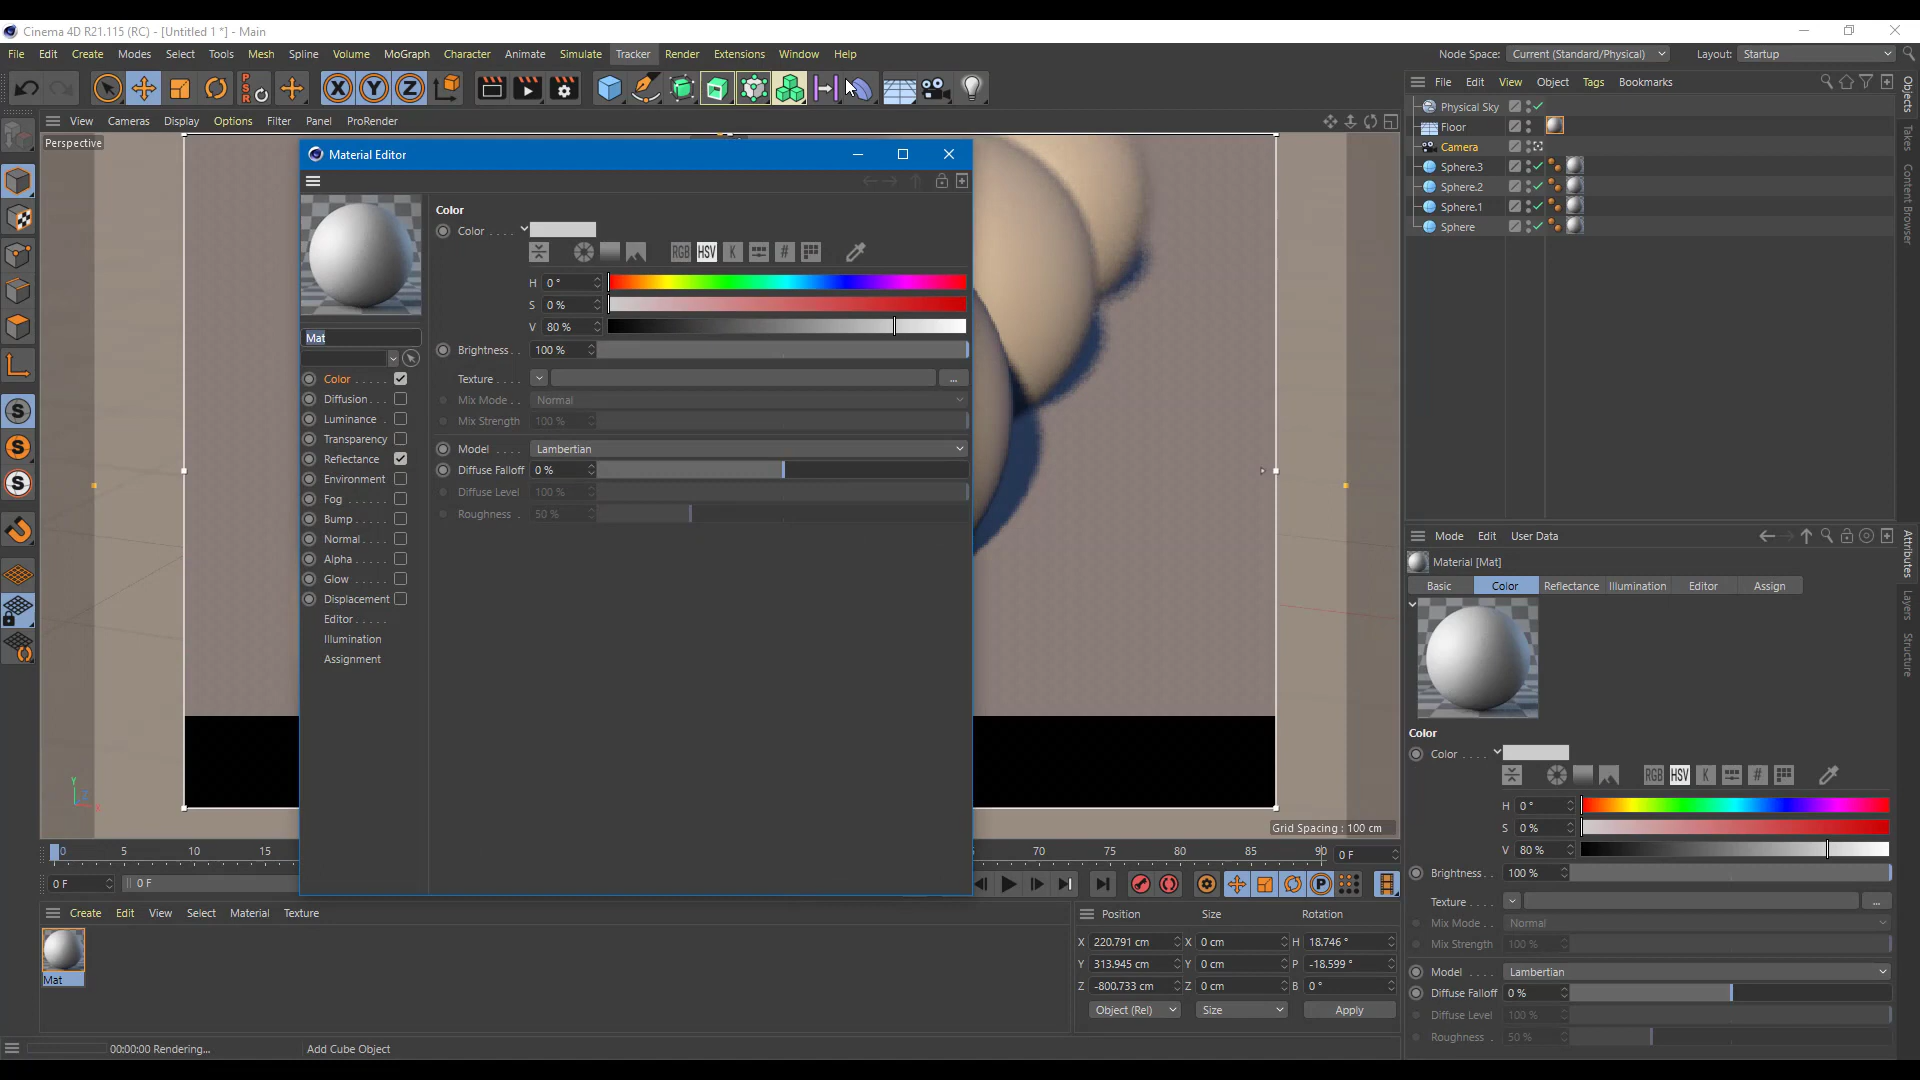 Cinema 4D R21.115 (RC) - [Untitled 1 *] - Main
File Edit Create Modes Select Tools Mesh Spline Volume MoGraph Character Animate Simulate Tracker Render Extensions Window Help
Node Space: Current (Standard/Physical) Layout: Startup
File Edit View Object Tags Bookmarks
View Cameras Display Options Filter Panel ProRender
Perspective
Physical Sky
Floor
Camera
Sphere.3
Sphere.2
Sphere.1
Sphere
Objects
Takes
Content Browser
Material Editor
Mat
Color
Diffusion
Luminance
Transparency
Reflectance
Environment
Fog
Bump
Normal
Alpha
Glow
Displacement
Editor
Illumination
Assignment
Color
Color
RGB HSV K #
H 0 °
S 0 %
V 80 %
Brightness 100 %
Texture ...
Mix Mode Normal
Mix Strength 100 %
Model Lambertian
Diffuse Falloff 0 %
Diffuse Level 100 %
Roughness 50 %
Y
Z
X
Grid Spacing : 100 cm
0 5 10 15 70 75 80 85 90 0 F
0 F 0 F
P
Create Edit View Select Material Texture
Mat
Position Size Rotation
X 220.791 cm X 0 cm H 18.746 °
Y 313.945 cm Y 0 cm P -18.599 °
Z -800.733 cm Z 0 cm B 0 °
Object (Rel) Size Apply
00:00:00 Rendering... Add Cube Object
Mode Edit User Data
Material [Mat]
Basic Color Reflectance Illumination Editor Assign
Color
Color
RGB HSV K #
H 0 °
S 0 %
V 80 %
Brightness 100 %
Texture ...
Mix Mode Normal
Mix Strength 100 %
Model Lambertian
Diffuse Falloff 0 %
Diffuse Level 100 %
Roughness 50 %
Attributes
Layers
Structure
X Y Z
PSR
S
S
S